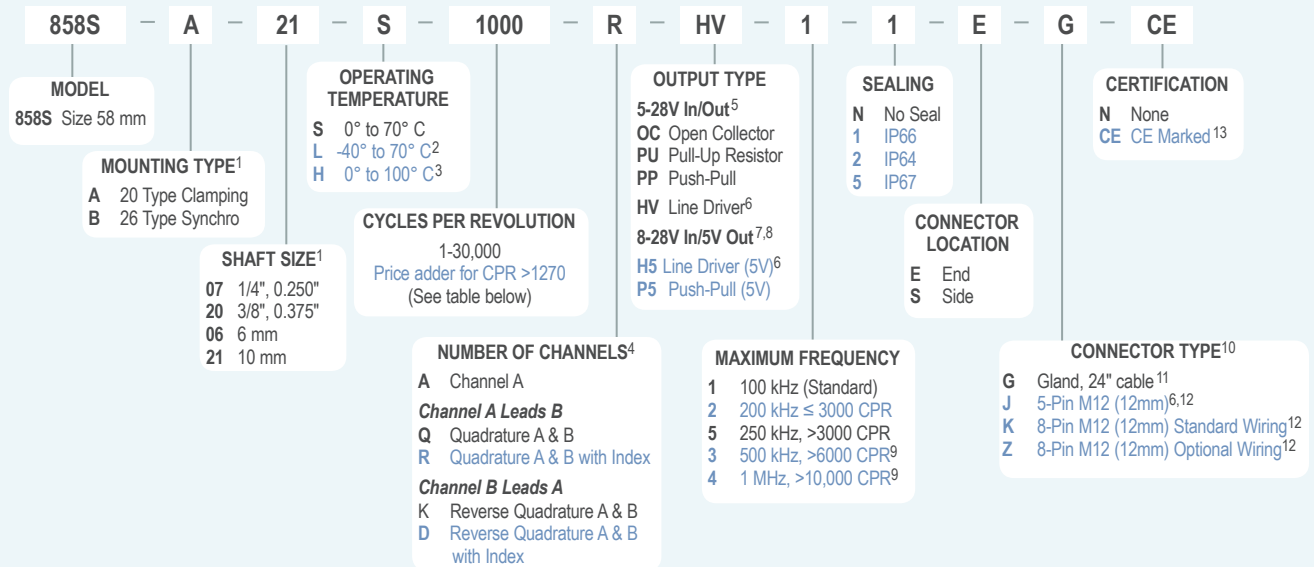 858S – A – 21 – S – 1000 – R – HV – 1 – 1 – E – G – CE
MODEL
858S Size 58 mm
MOUNTING TYPE1
A 20 Type Clamping
B 26 Type Synchro
SHAFT SIZE1
07 1/4", 0.250"
20 3/8", 0.375"
06 6 mm
21 10 mm
OPERATING
TEMPERATURE
S 0° to 70° C
L -40° to 70° C2
H 0° to 100° C3
CYCLES PER REVOLUTION
1-30,000
Price adder for CPR >1270
(See table below)
NUMBER OF CHANNELS4
A Channel A
Channel A Leads B
Q Quadrature A & B
R Quadrature A & B with Index
Channel B Leads A
K Reverse Quadrature A & B
D Reverse Quadrature A & B
with Index
OUTPUT TYPE
5-28V In/Out5
OC Open Collector
PU Pull-Up Resistor
PP Push-Pull
HV Line Driver6
8-28V In/5V Out7,8
H5 Line Driver (5V)6
P5 Push-Pull (5V)
MAXIMUM FREQUENCY
1 100 kHz (Standard)
2 200 kHz ≤ 3000 CPR
5 250 kHz, >3000 CPR
3 500 kHz, >6000 CPR9
4 1 MHz, >10,000 CPR9
SEALING
N No Seal
1 IP66
2 IP64
5 IP67
CONNECTOR
LOCATION
E End
S Side
CONNECTOR TYPE10
G Gland, 24" cable11
J 5-Pin M12 (12mm)6,12
K 8-Pin M12 (12mm) Standard Wiring12
Z 8-Pin M12 (12mm) Optional Wiring12
CERTIFICATION
N None
CE CE Marked13